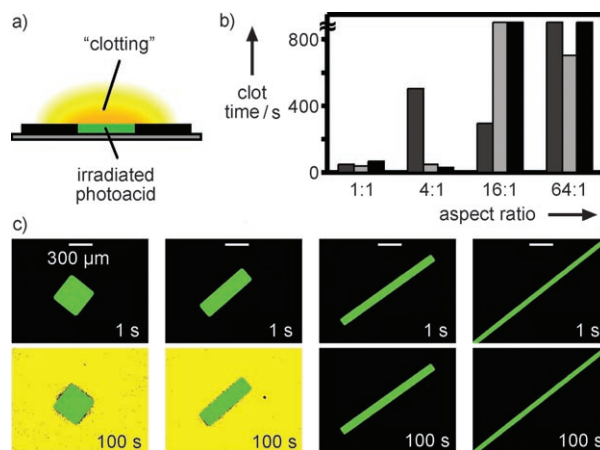 a)
"clotting"
irradiated
photoacid
b)
clot
time / s
800
400
0
1:1
4:1
16:1
64:1
aspect ratio
c)
300 µm
1 s
1 s
1 s
1 s
100 s
100 s
100 s
100 s